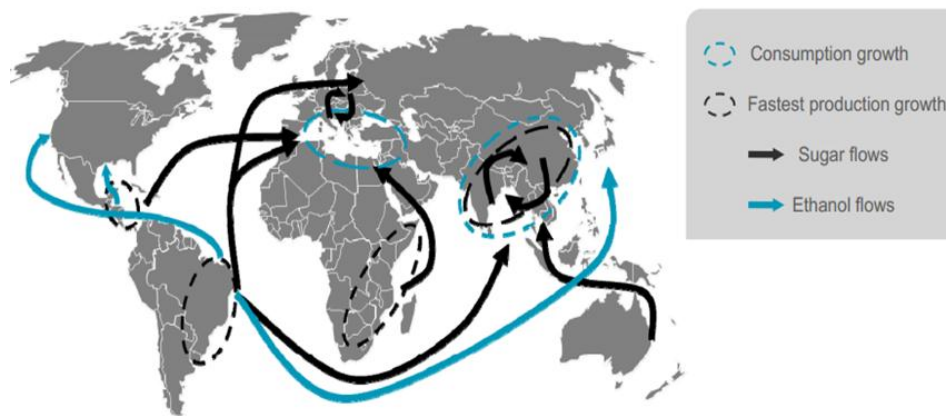 Consumption growth
Fastest production growth
Sugar flows
Ethanol flows